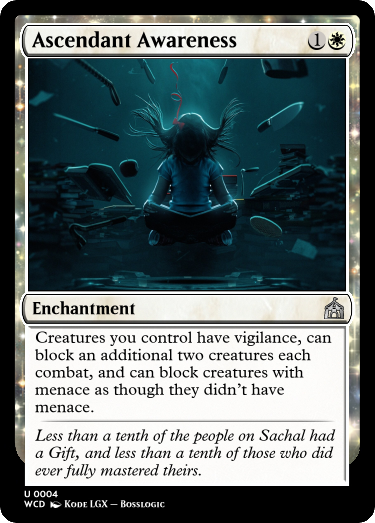 Ascendant Awareness 1
Enchantment
Creatures you control have vigilance, can
block an additional two creatures each
combat, and can block creatures with
menace as though they didn't have
menace.
Less than a tenth of the people on Sachal had
a Gift, and less than a tenth of those who did
ever fully mastered theirs.
U 0004
WCD KODE LGX – BOSSLOGIC